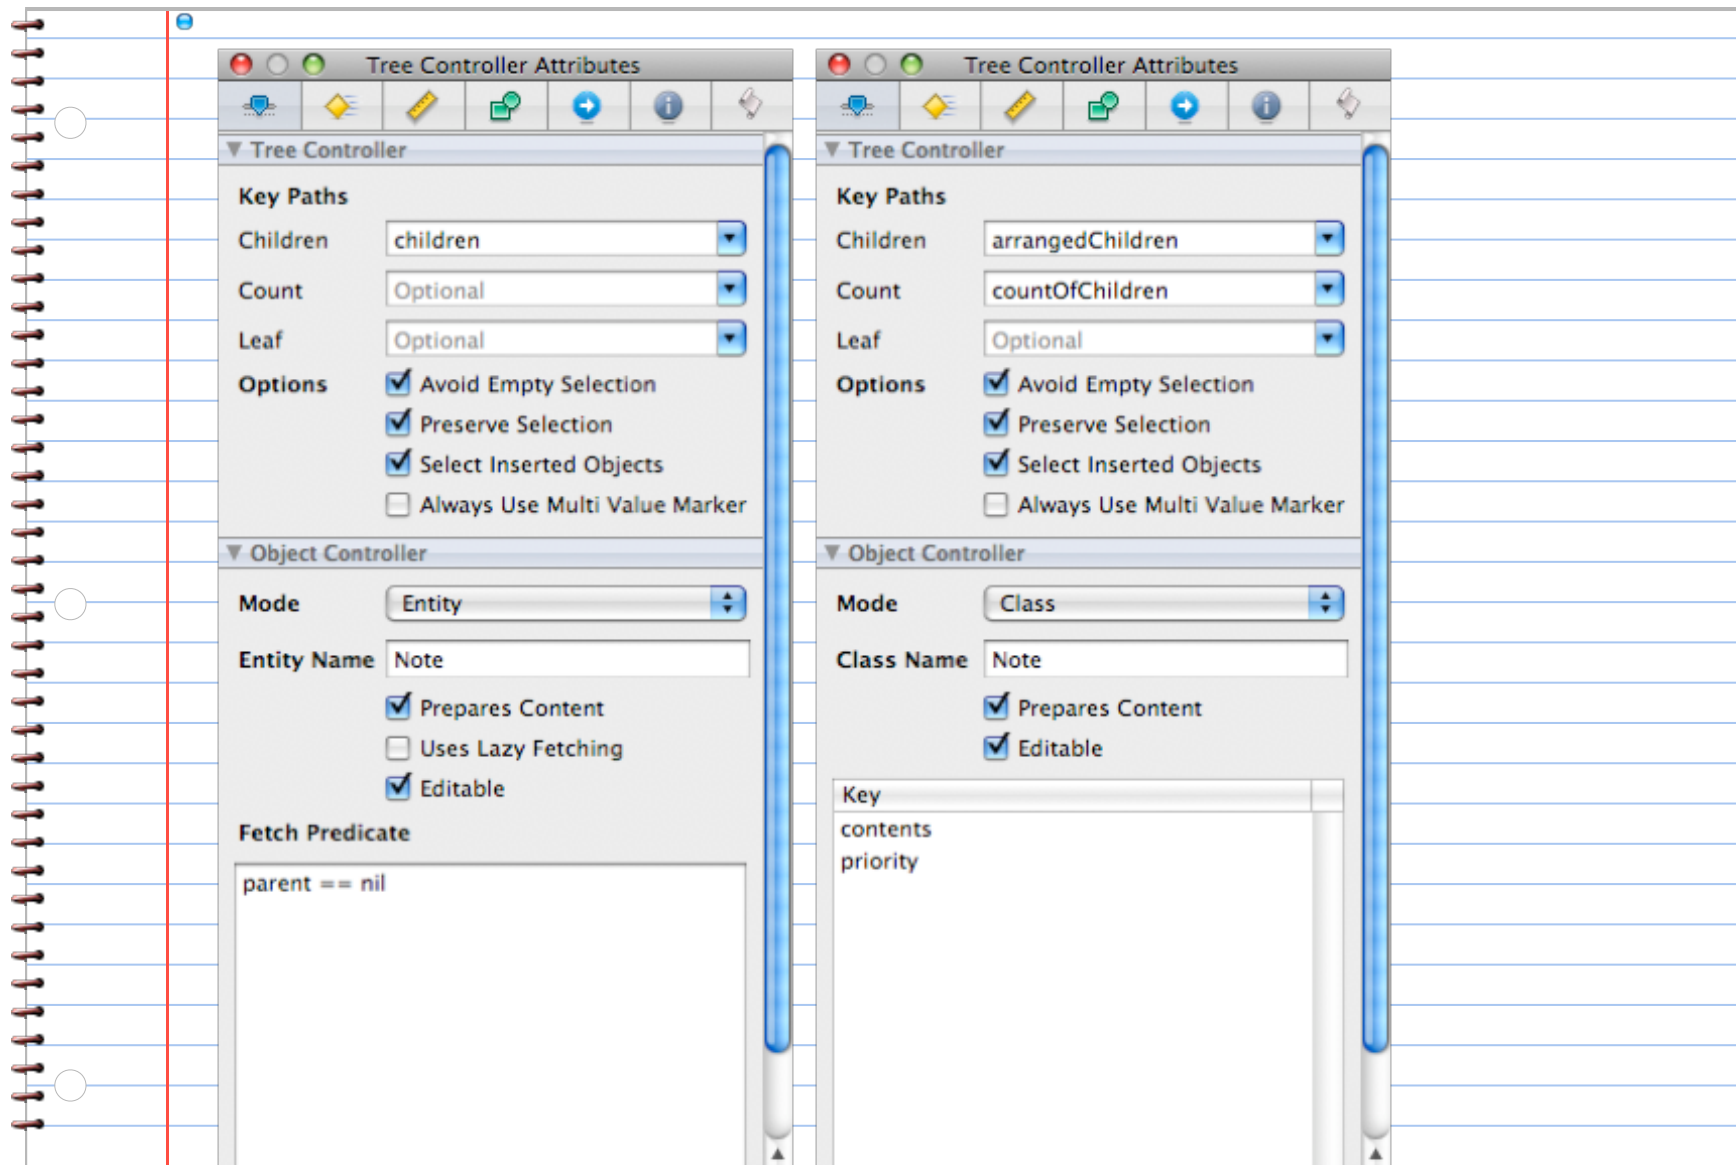 Tree Controller Attributes
Tree Controller
Key Paths
Children children
Count Optional
Leaf Optional
Options Avoid Empty Selection
Preserve Selection
Select Inserted Objects
Always Use Multi Value Marker
Object Controller
Mode Entity
Entity Name Note
Prepares Content
Uses Lazy Fetching
Editable
Fetch Predicate
parent == nil
Tree Controller Attributes
Tree Controller
Key Paths
Children arrangedChildren
Count countOfChildren
Leaf Optional
Options Avoid Empty Selection
Preserve Selection
Select Inserted Objects
Always Use Multi Value Marker
Object Controller
Mode Class
Class Name Note
Prepares Content
Editable
Key
contents
priority